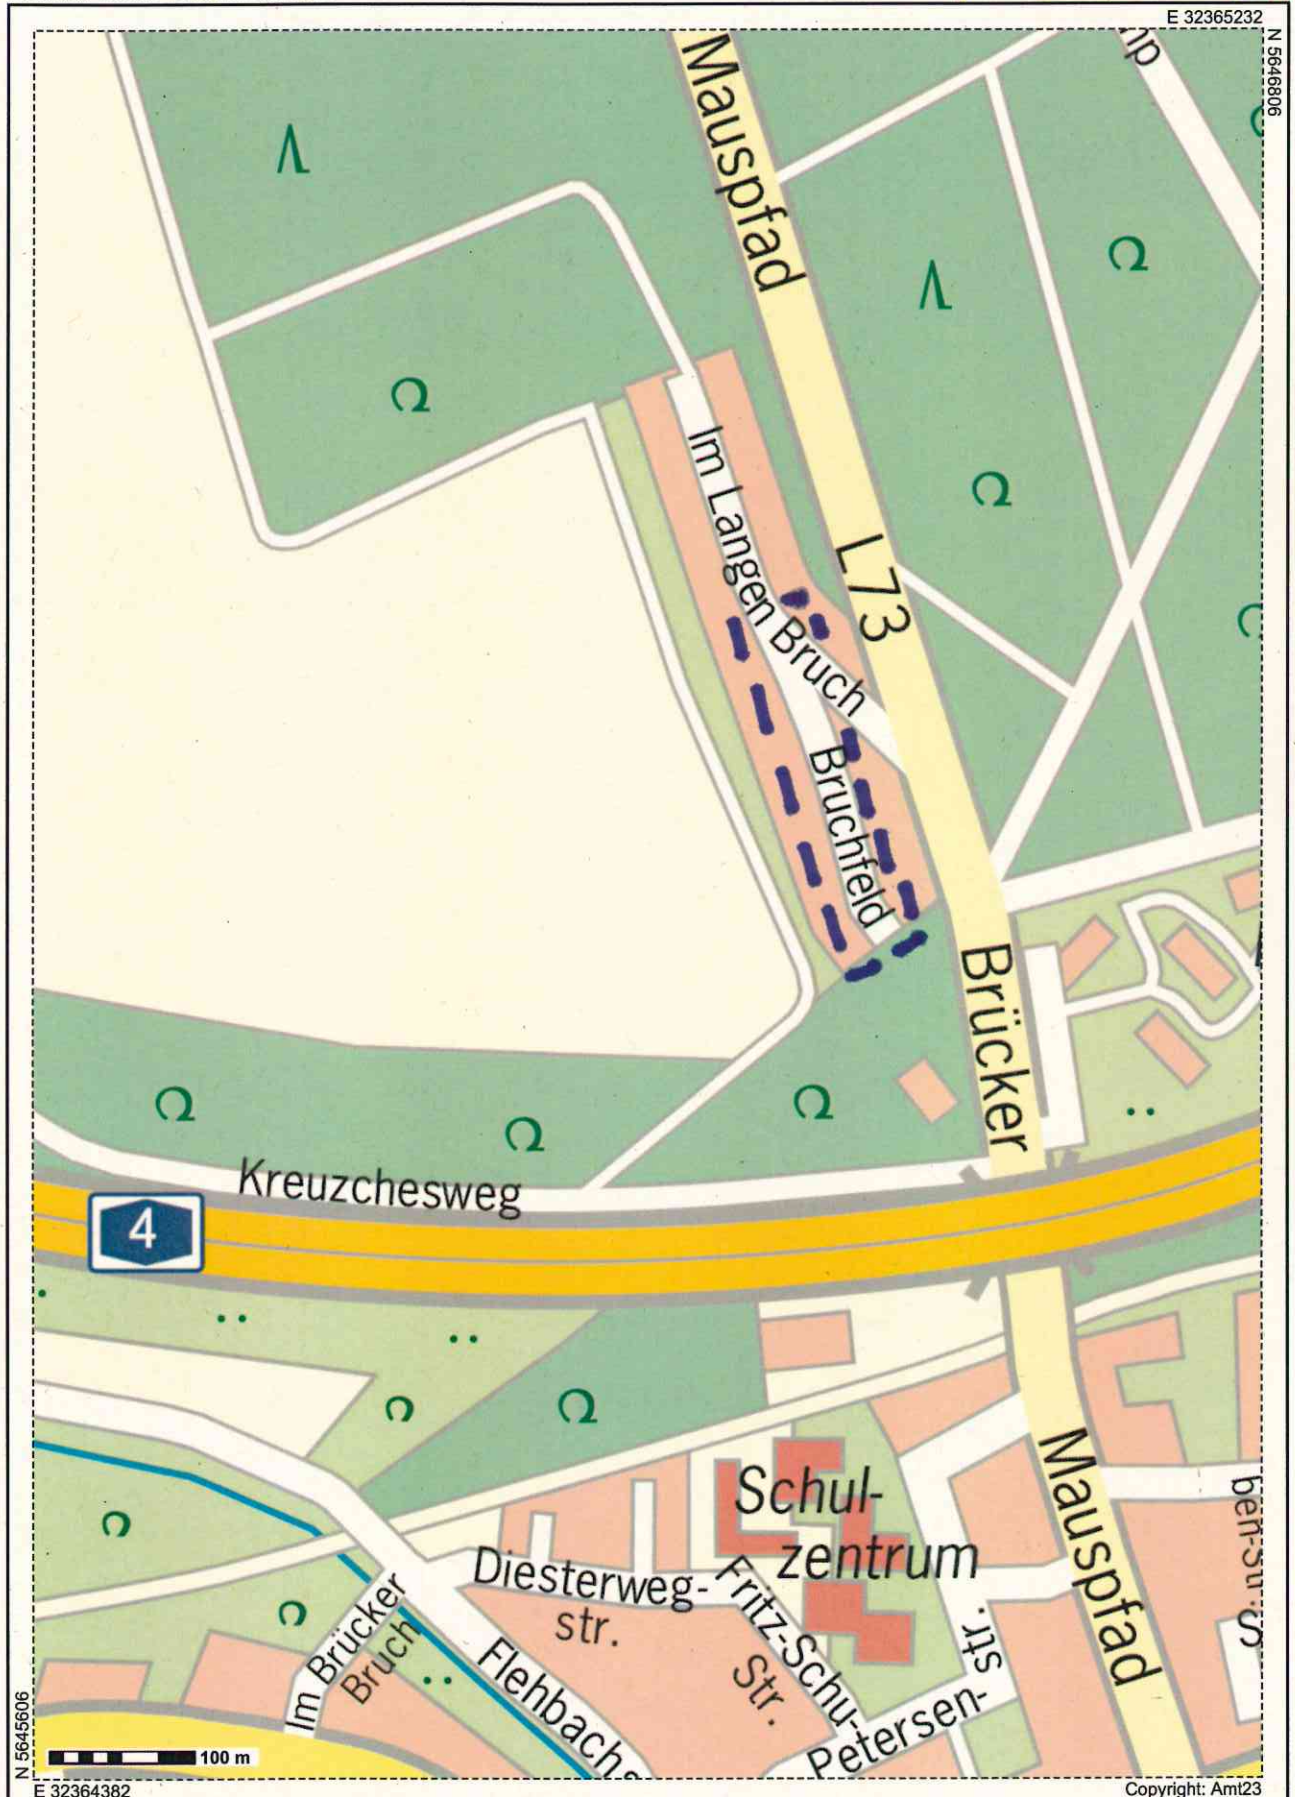 E 32365232
N 5646806
Mauspfad
Im Langen Bruch
L73
Bruchfeld
Brücker
Kreuzchesweg
4
Schul-
zentrum
Mauspfad
Diesterweg-
str.
Fritz-Schu-
Str.
str.
Petersen-
Im Brücker
Bruch
Flehbachs
N 5645606
100 m
E 32364382
Copyright: Amt23